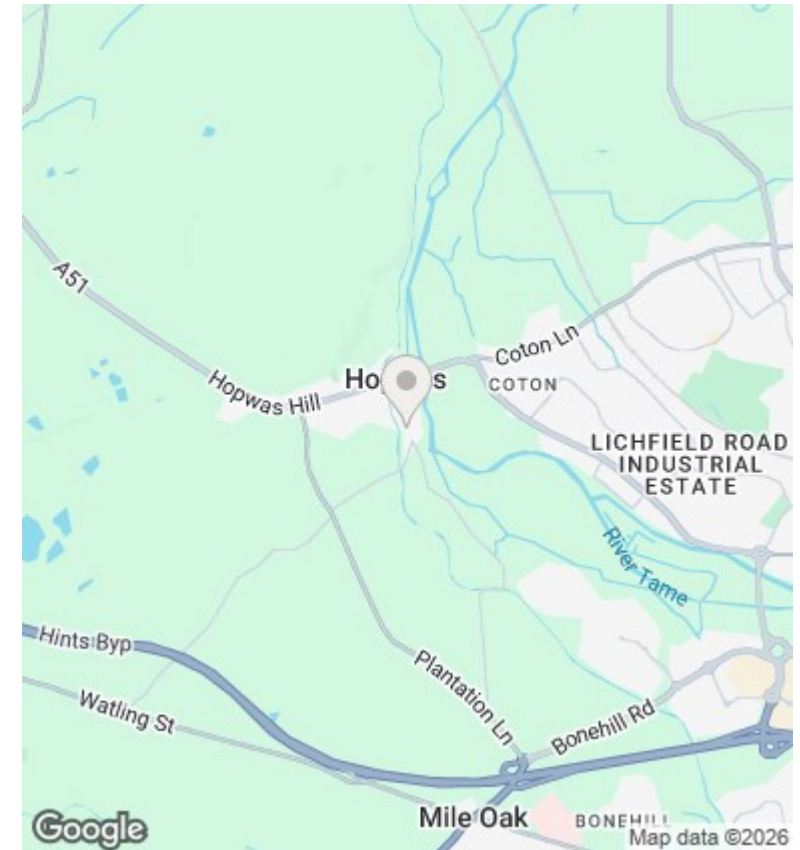 A51
Hopwas Hill
Coton Ln
COTON
LICHFIELD ROAD
INDUSTRIAL
ESTATE
River Tame
Hints Byp
Watling St
Plantation Ln
Bonehill Rd
Mile Oak
BONEHILL
Google
Map data ©2026